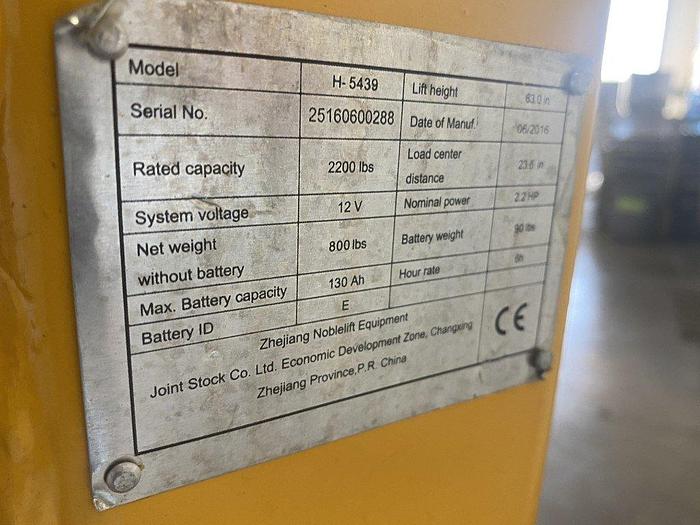 Model H-5439 Lift height 63.0 in
Serial No. 25160600288 Date of Manuf. 06/2016
Rated capacity 2200 lbs Load center distance 23.6 in
System voltage 12 V Nominal power 2.2 HP
Net weight without battery 800 lbs Battery weight 90 lbs
Max. Battery capacity 130 Ah Hour rate 6h
Battery ID E
Zhejiang Noblelift Equipment
Joint Stock Co. Ltd. Economic Development Zone, Changxing
Zhejiang Province,P.R. China
CE